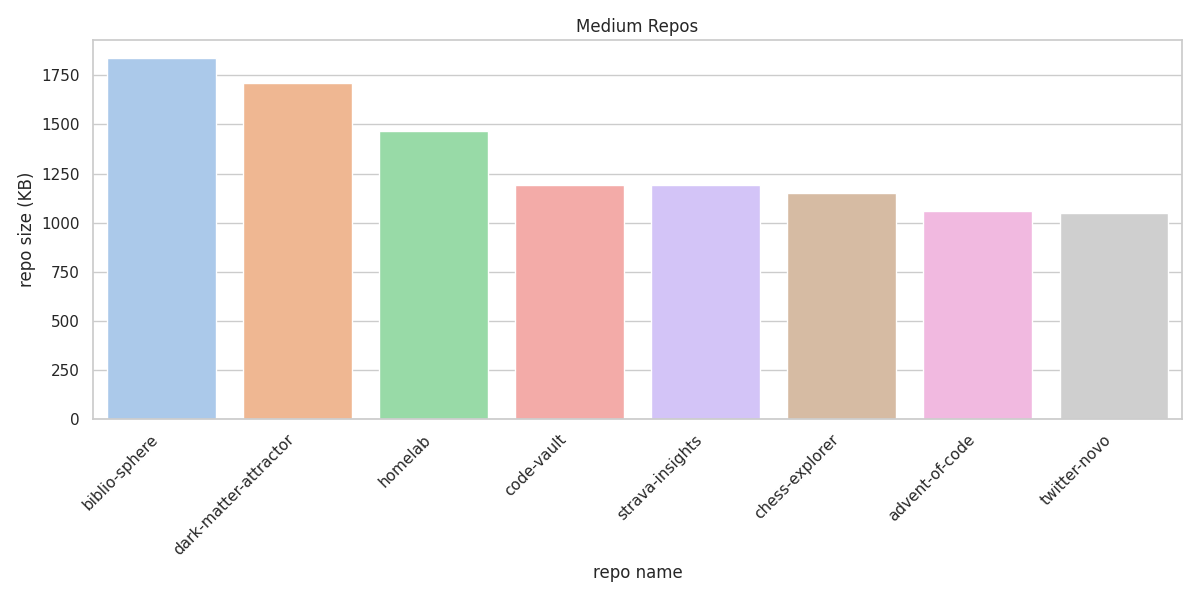 Medium Repos
repo size (KB)
1750
1500
1250
1000
750
500
250
0
biblio-sphere
dark-matter-attractor
homelab
code-vault
strava-insights
chess-explorer
advent-of-code
twitter-novo
repo name